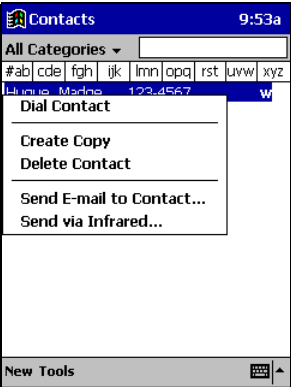 Contacts 9:53a
All Categories
#ab cde fgh ijk lmn opq rst uvw xyz
Huque, Madge 123-4567 w
Dial Contact
Create Copy
Delete Contact
Send E-mail to Contact...
Send via Infrared...
New Tools